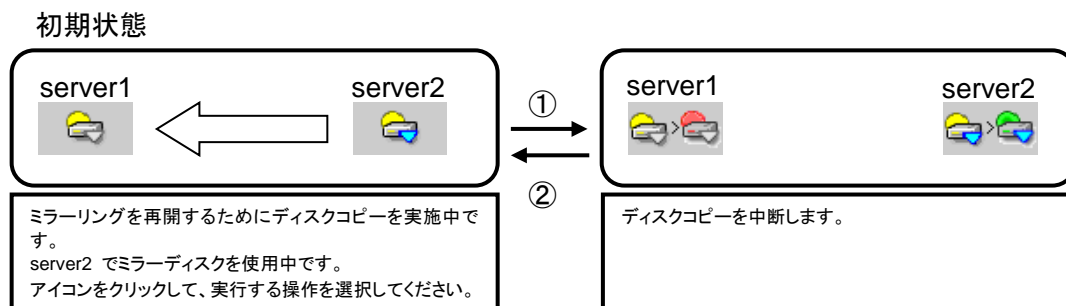 初期状態
server1
server2
①
②
server1
server2
ミラーリングを再開するためにディスクコピーを実施中で
す。
server2 でミラーディスクを使用中です。
アイコンをクリックして、実行する操作を選択してください。
ディスクコピーを中断します。